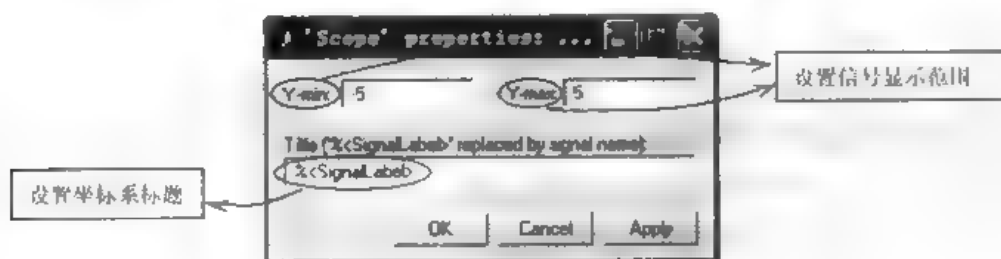 'Scope' properties: ...
设置信号显示范围
Y-min: -5
Y-max: 5
Title ('%<SignalLabel>' replaced by signal name):
%<SignalLabel>
设置坐标系标题
OK Cancel Apply